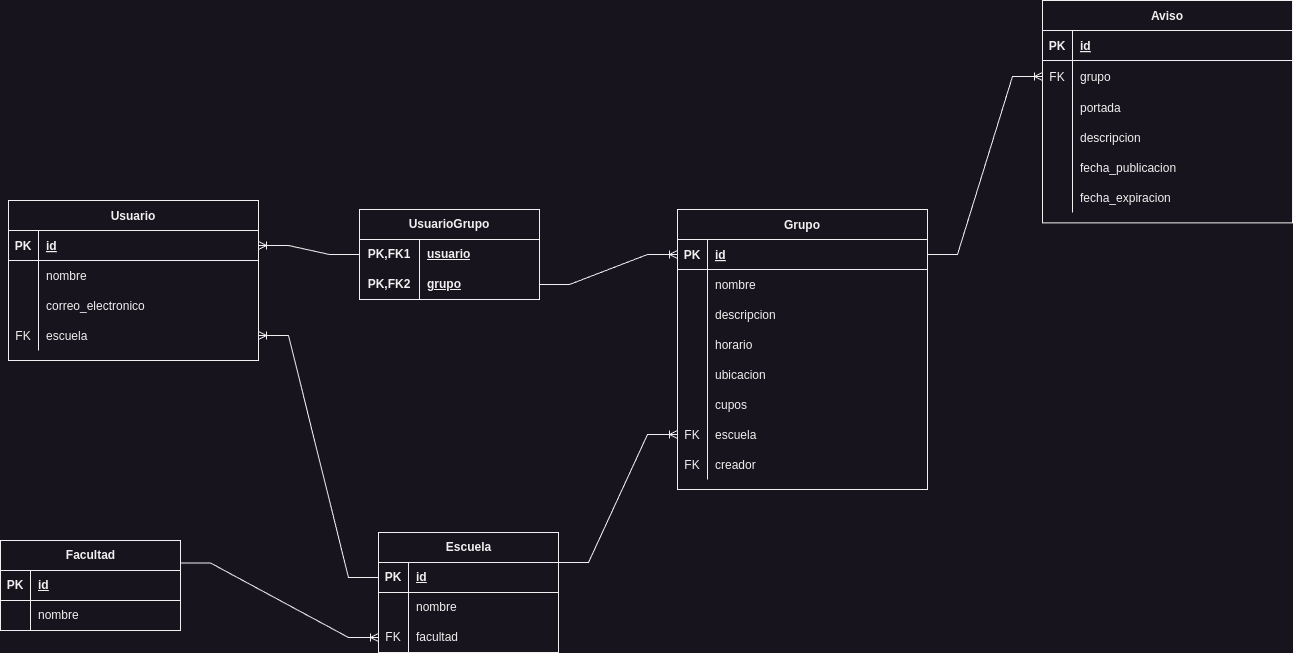 Aviso
PK id
FK grupo
portada
descripcion
fecha_publicacion
fecha_expiracion
Usuario
PK id
nombre
correo_electronico
FK escuela
UsuarioGrupo
PK,FK1 usuario
PK,FK2 grupo
Grupo
PK id
nombre
descripcion
horario
ubicacion
cupos
FK escuela
FK creador
Facultad
PK id
nombre
Escuela
PK id
nombre
FK facultad